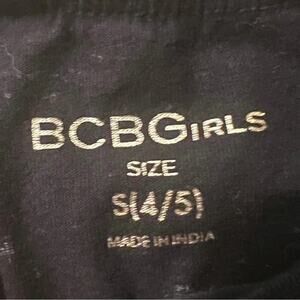 BCBGiRLS
SIZE
S(4/5)
MADE IN INDIA